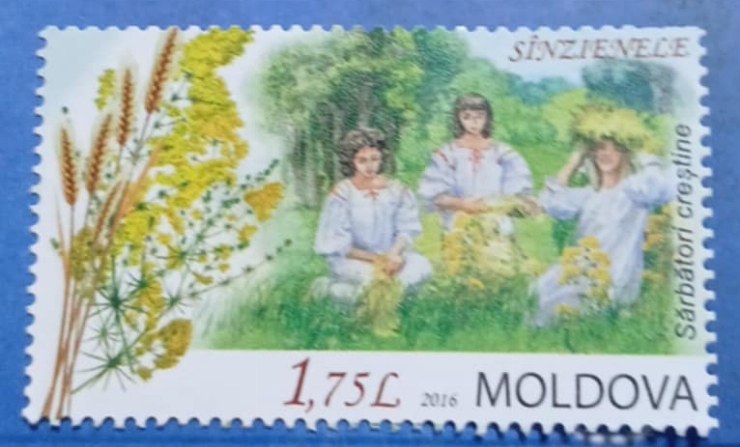 SÎNZIENELE
Sărbători creștine
1,75L 2016 MOLDOVA